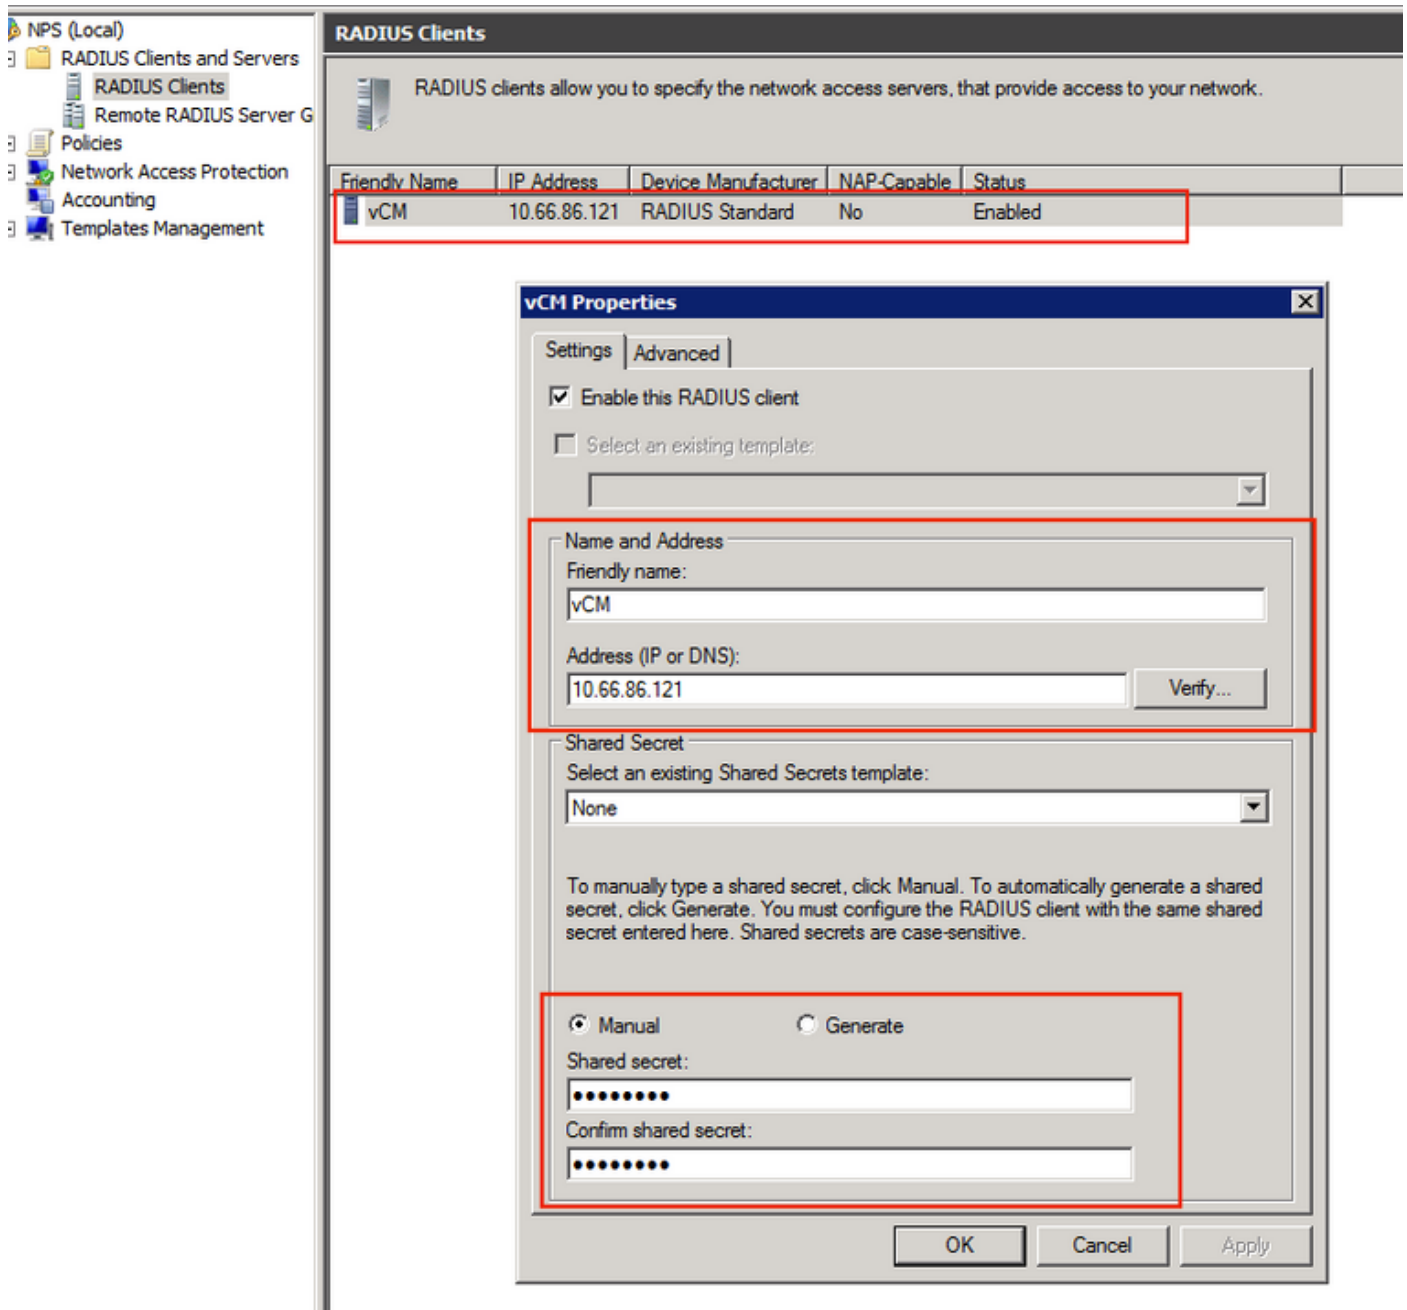 NPS (Local)
RADIUS Clients and Servers
RADIUS Clients
Remote RADIUS Server G
Policies
Network Access Protection
Accounting
Templates Management
RADIUS Clients
RADIUS clients allow you to specify the network access servers, that provide access to your network.
Friendly Name IP Address Device Manufacturer NAP-Capable Status
vCM 10.66.86.121 RADIUS Standard No Enabled
vCM Properties
Settings Advanced
Enable this RADIUS client
Select an existing template:
Name and Address
Friendly name:
vCM
Address (IP or DNS):
10.66.86.121 Verify...
Shared Secret
Select an existing Shared Secrets template:
None
To manually type a shared secret, click Manual. To automatically generate a shared
secret, click Generate. You must configure the RADIUS client with the same shared
secret entered here. Shared secrets are case-sensitive.
Manual Generate
Shared secret:
••••••••
Confirm shared secret:
••••••••
OK Cancel Apply